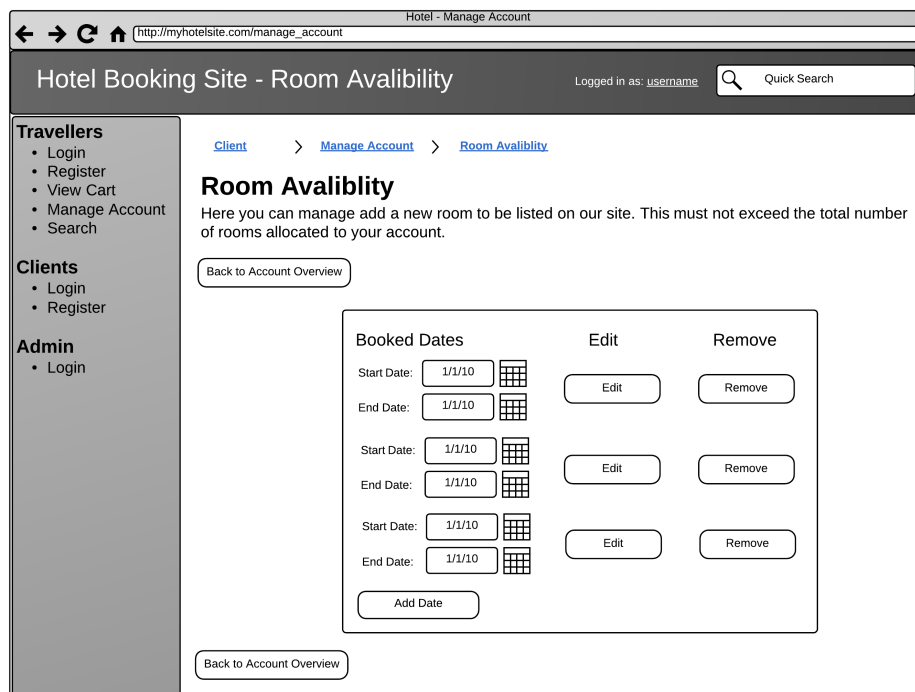 Hotel - Manage Account
http://myhotelsite.com/manage_account
Hotel Booking Site - Room Avalibility
Logged in as: username
Quick Search
Travellers
• Login
• Register
• View Cart
• Manage Account
• Search
Clients
• Login
• Register
Admin
• Login
Client > Manage Account > Room Avaliblity
Room Avaliblity
Here you can manage add a new room to be listed on our site. This must not exceed the total number
of rooms allocated to your account.
Back to Account Overview
Booked Dates Edit Remove
Start Date: 1/1/10
Edit Remove
End Date: 1/1/10
Start Date: 1/1/10
Edit Remove
End Date: 1/1/10
Start Date: 1/1/10
Edit Remove
End Date: 1/1/10
Add Date
Back to Account Overview